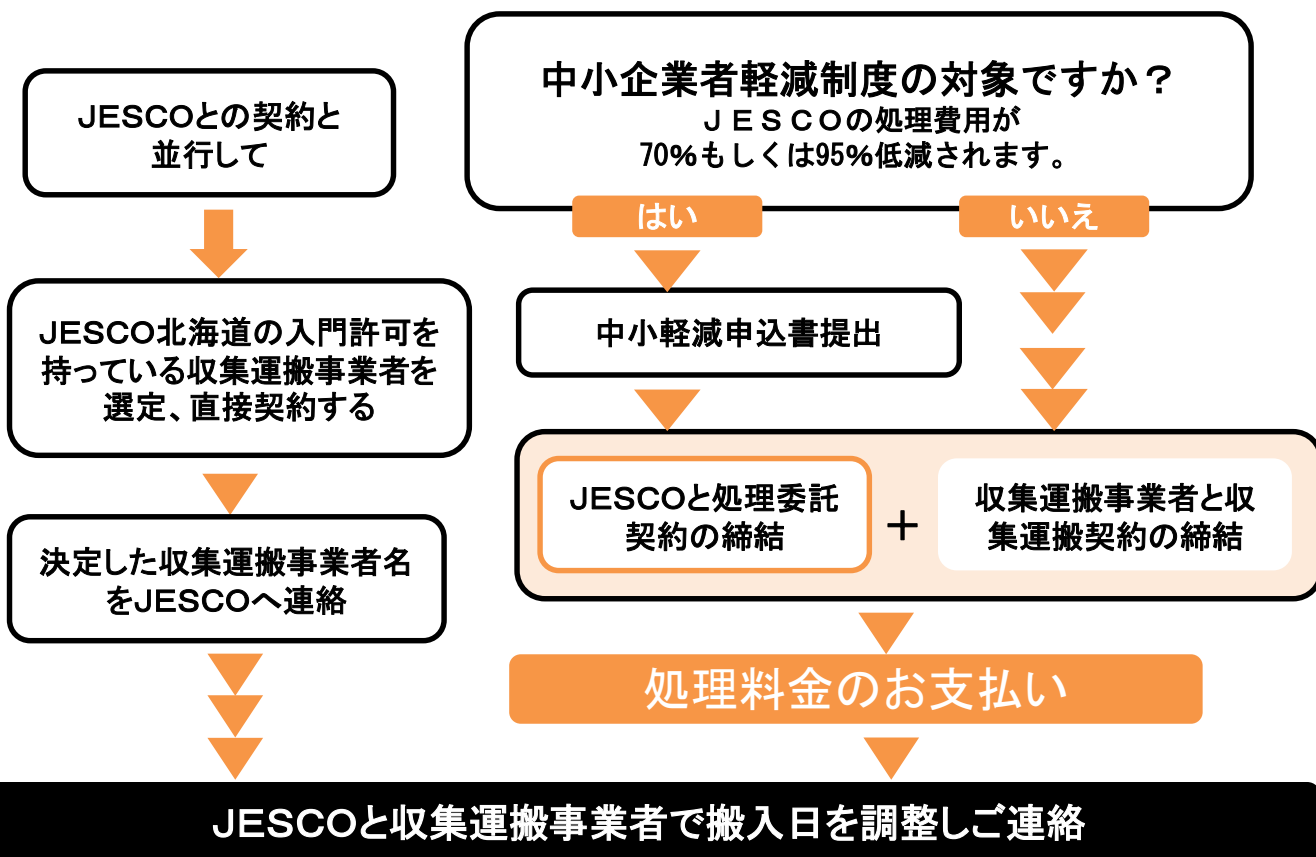 JESCOとの契約と
並行して
JESCO北海道の入門許可を
持っている収集運搬事業者を
選定、直接契約する
決定した収集運搬事業者名
をJESCOへ連絡
中小企業者軽減制度の対象ですか？
ＪＥＳＣＯの処理費用が
70%もしくは95%低減されます。
はい
いいえ
中小軽減申込書提出
JESCOと処理委託
契約の締結
＋
収集運搬事業者と収
集運搬契約の締結
処理料金のお支払い
JESCOと収集運搬事業者で搬入日を調整しご連絡